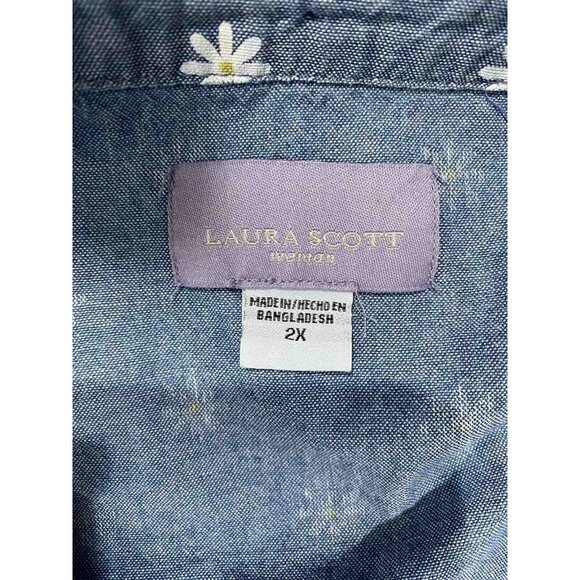 LAURA SCOTT
woman
MADE IN/HECHO EN
BANGLADESH
2X